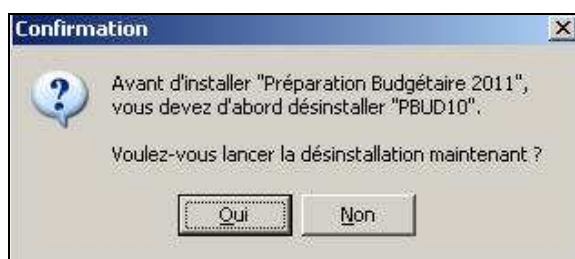 Confirmation
Avant d'installer "Préparation Budgétaire 2011",
vous devez d'abord désinstaller "PBUD10".
Voulez-vous lancer la désinstallation maintenant ?
Oui
Non